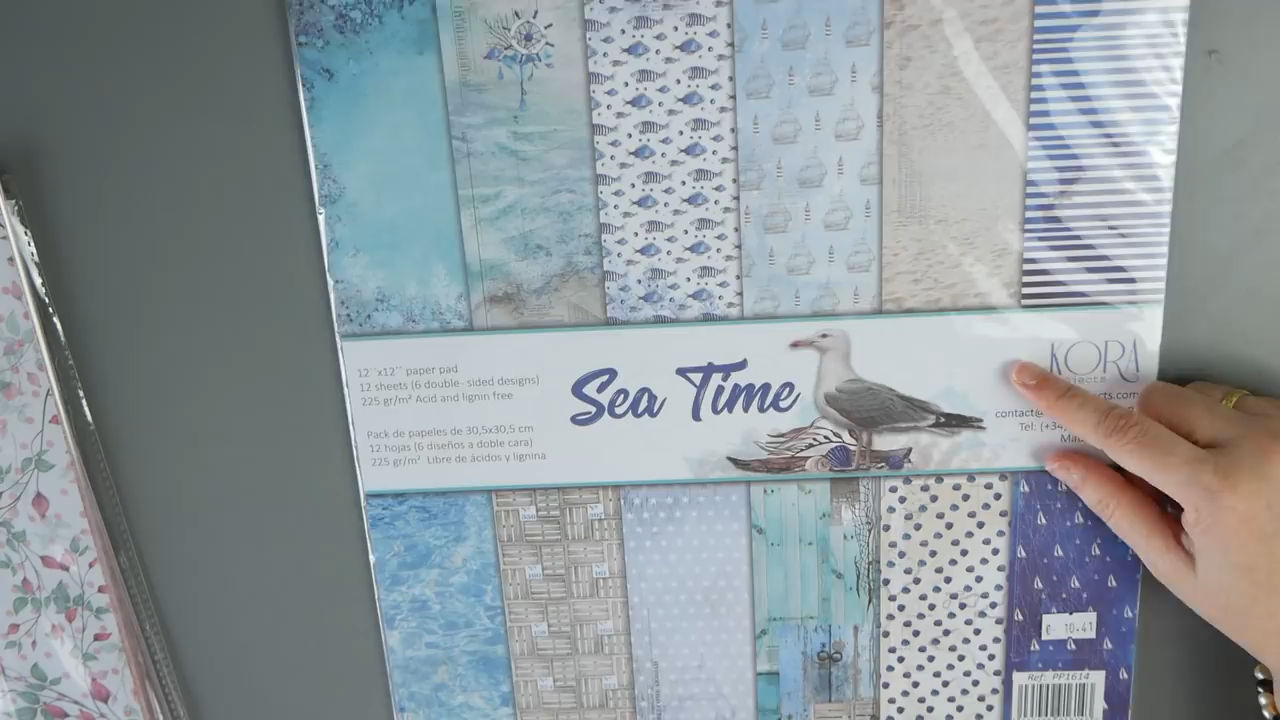 12´´x12´´ paper pad
12 sheets (6 double- sided designs)
225 gr/m² Acid and lignin free
Pack de papeles de 30,5x30,5 cm
12 hojas (6 diseños a doble cara)
225 gr/m² Libre de ácidos y lignina
Sea Time
KORA
contact@
Tel: (+34
€ 10.41
Ref: PP1614